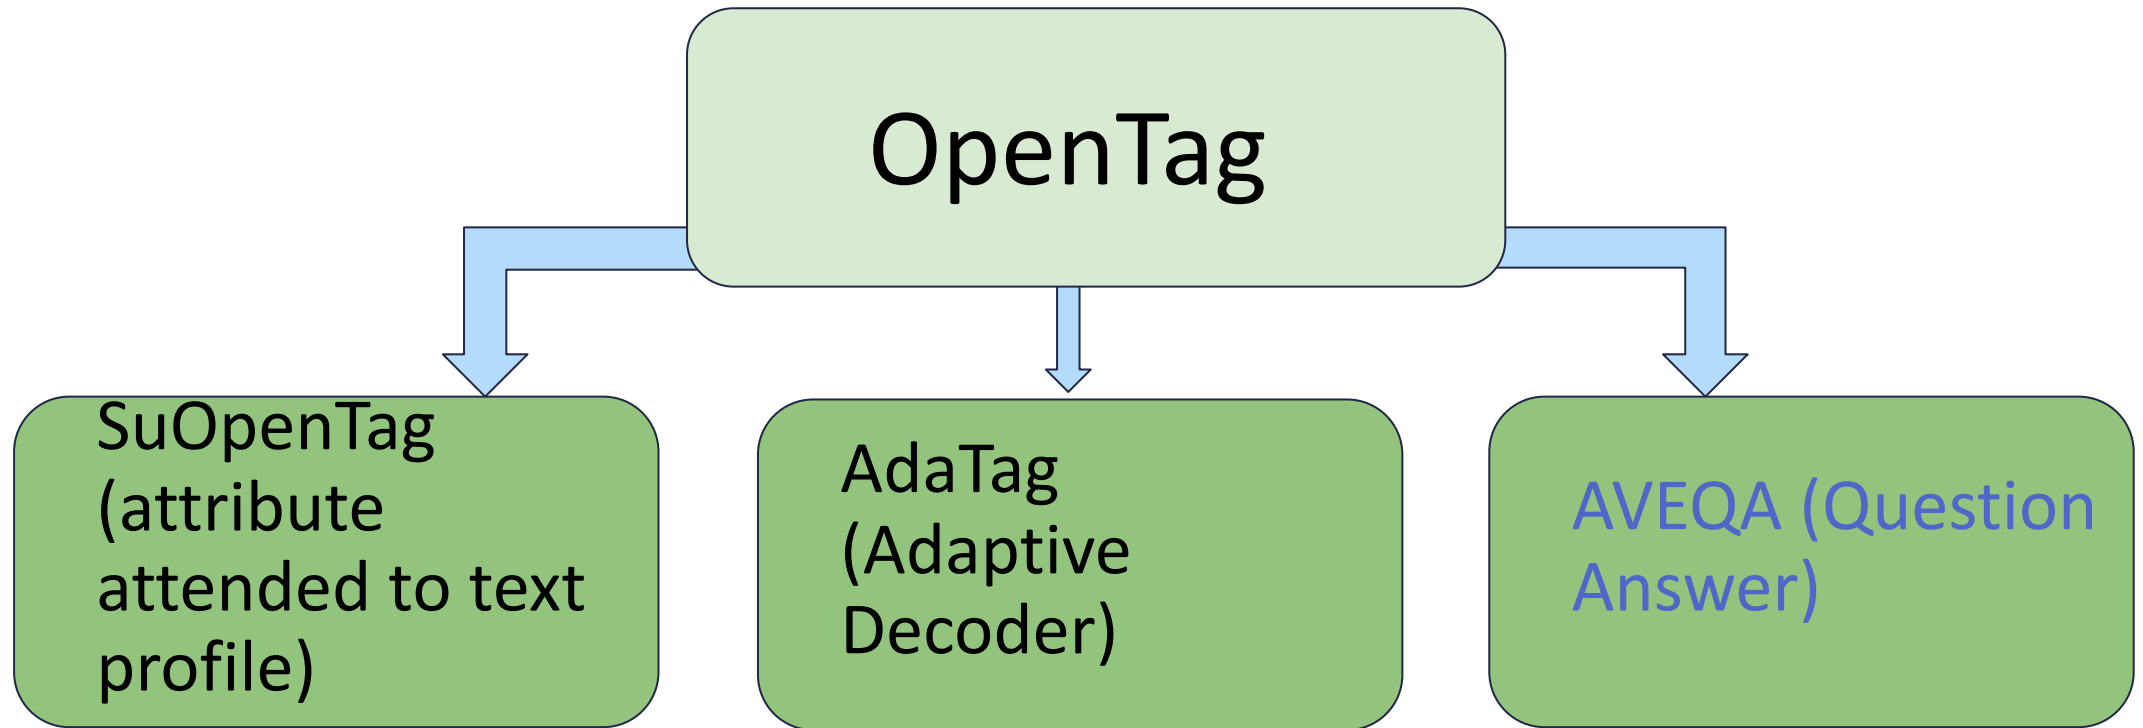 OpenTag
SuOpenTag
(attribute
attended to text
profile)
AdaTag
(Adaptive
Decoder)
AVEQA (Question
Answer)